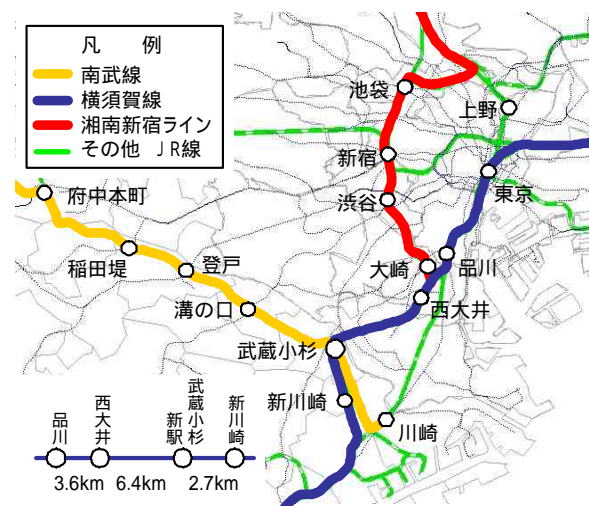 凡 例
南武線
横須賀線
湘南新宿ライン
その他 JR線
池袋
上野
新宿
府中本町
東京
渋谷
稲田堤
登戸
大崎
品川
溝の口
西大井
武蔵小杉
新川崎
川崎
品川
西大井
武蔵小杉
新駅
新川崎
3.6km 6.4km 2.7km